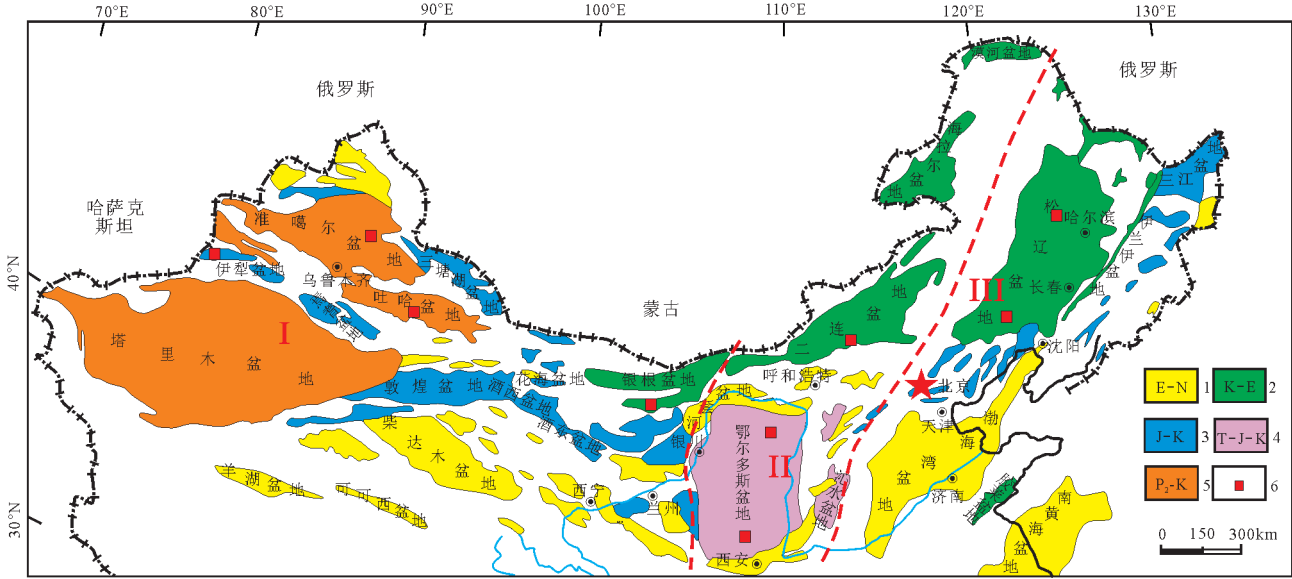 70°E
80°E
90°E
100°E
110°E
120°E
130°E
40°N
30°N
俄罗斯
俄罗斯
哈萨克
斯坦
蒙古
漠河盆地
海拉尔盆地
三江盆地
松辽盆地
哈尔滨
长春
伊兰伊盆地
沈阳
准噶尔盆地
伊犁盆地
乌鲁木齐
三塘湖盆地
吐哈盆地
塔里木盆地
I
II
III
敦煌盆地
酒西盆地
花海盆地
酒东盆地
银根盆地
二连盆地
呼和浩特
河套盆地
银川
鄂尔多斯盆地
沁水盆地
北京
天津
渤海湾盆地
济南
南黄海盆地
柴达木盆地
羊湖盆地
可可西盆地
西宁
兰州
西安
E-N 1
K-E 2
J-K 3
T-J-K 4
P₂-K 5
6
0 150 300km